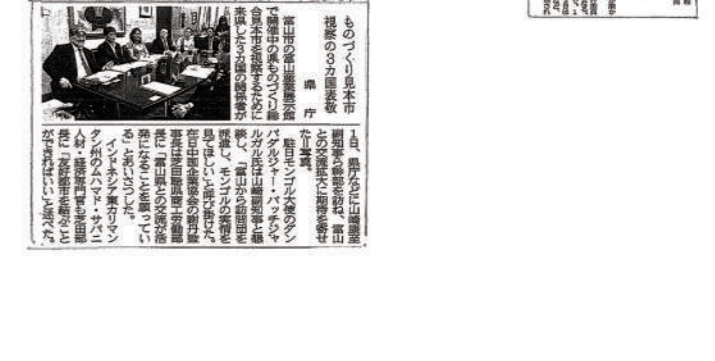 ものづくり見本市
視察の3カ国表敬
県庁
富山市の富山産業展示館
で開催中の県ものづくり総
合見本市を視察するために
来県した3カ国の関係者が
1日、県庁などに山崎康至
副知事ら幹部を訪ね、富山
との交流拡大に期待を寄せ
た=写真。
駐日モンゴル大使のダン
バダルジャー・バッチジャ
ルガル氏は山崎副知事と懇
談し、「富山から訪問団を
派遣し、モンゴルの実情を
見てほしい」と呼び掛けた。
在日中国企業協会の謝丹
事長は芝田聡県商工労働部
長に「富山県との交流が活
発になることを願ってい
る」とあいさつした。
インドネシア東カリマン
タン州のムハマド・サバニ
人材・経済専門官も芝田部
長に「友好都市を結ぶこと
ができればいい」と述べた。